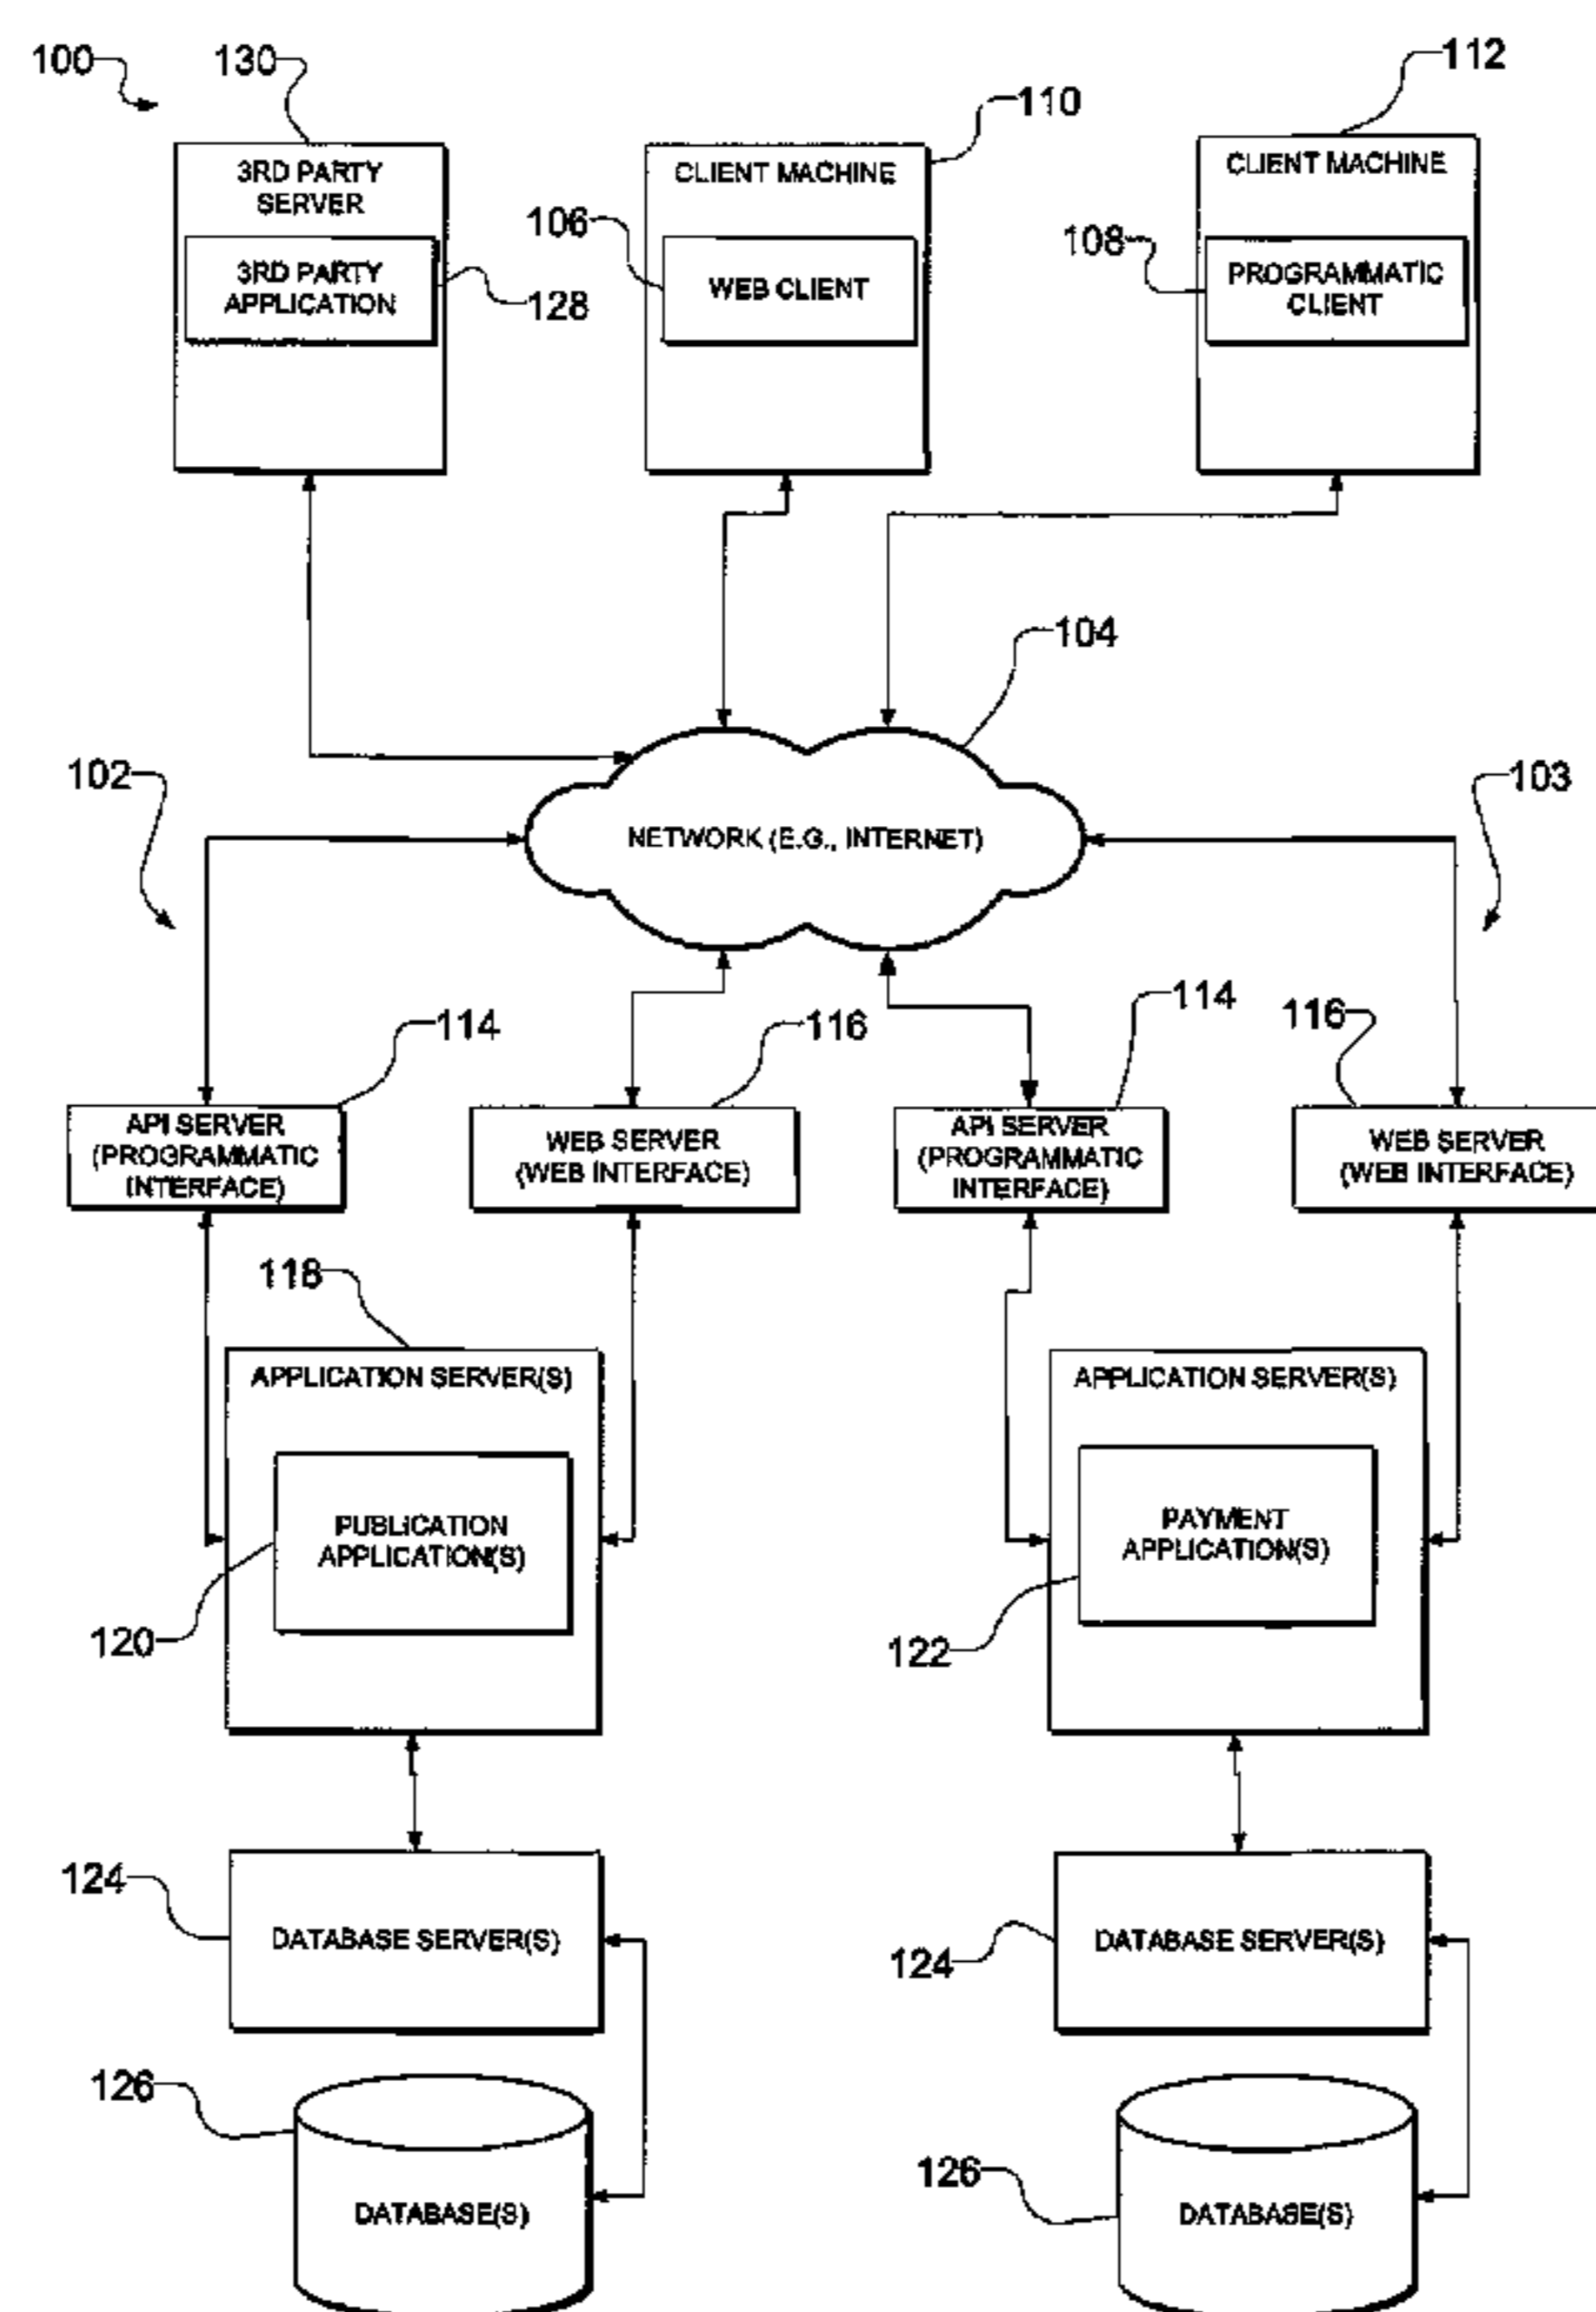 100
130
110
112
3RD PARTY
SERVER
CLIENT MACHINE
CLIENT MACHINE
106
108
3RD PARTY
APPLICATION
128
WEB CLIENT
PROGRAMMATIC
CLIENT
104
102
103
NETWORK (E.G., INTERNET)
114
116
114
116
API SERVER
(PROGRAMMATIC
INTERFACE)
WEB SERVER
(WEB INTERFACE)
API SERVER
(PROGRAMMATIC
INTERFACE)
WEB SERVER
(WEB INTERFACE)
118
APPLICATION SERVER(S)
APPLICATION SERVER(S)
PUBLICATION
APPLICATION(S)
PAYMENT
APPLICATION(S)
120
122
124
DATABASE SERVER(S)
124
DATABASE SERVER(S)
126
DATABASE(S)
126
DATABASE(S)